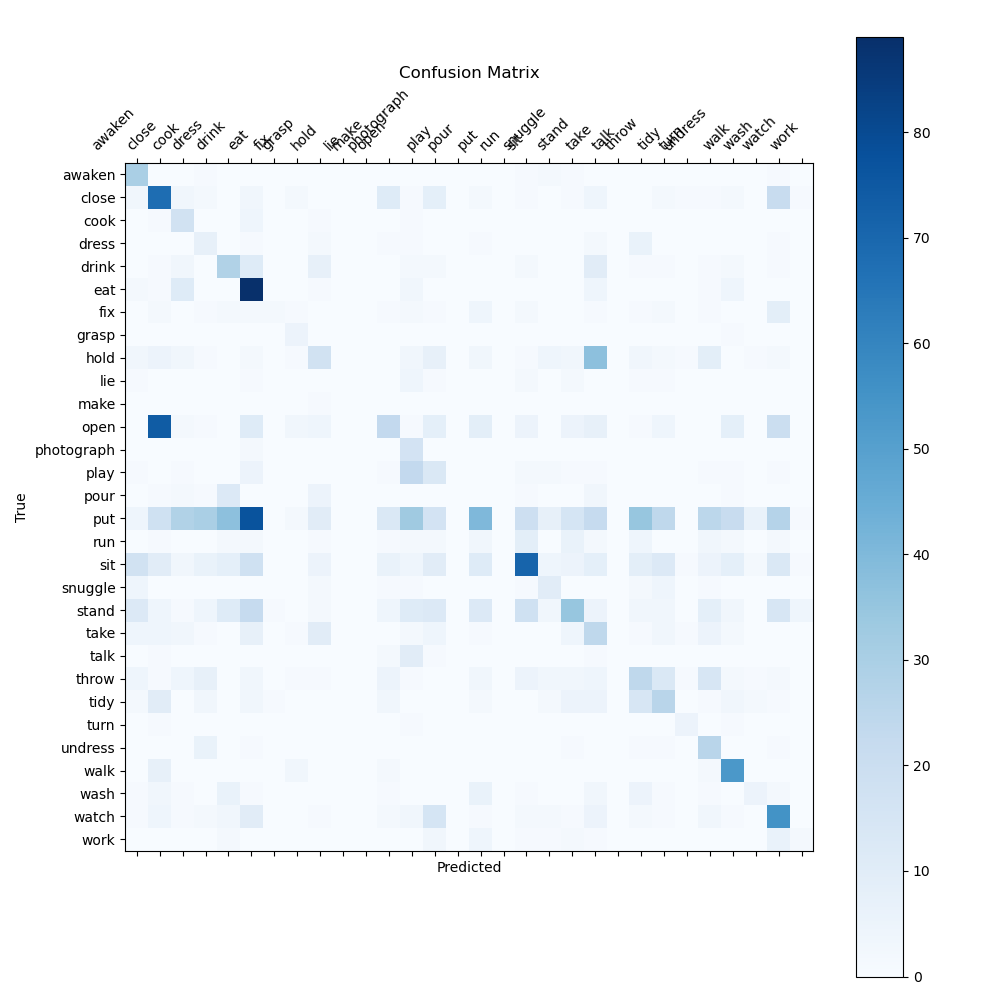 Confusion Matrix
awaken
close
cook
dress
drink
eat
fix
grasp
hold
lie
make
open
photograph
play
pour
put
run
sit
snuggle
stand
take
talk
throw
tidy
turn
undress
walk
wash
watch
work
awaken
close
cook
dress
drink
eat
fix
grasp
hold
lie
make
open
photograph
play
pour
put
run
sit
snuggle
stand
take
talk
throw
tidy
turn
undress
walk
wash
watch
work
True
Predicted
80
70
60
50
40
30
20
10
0